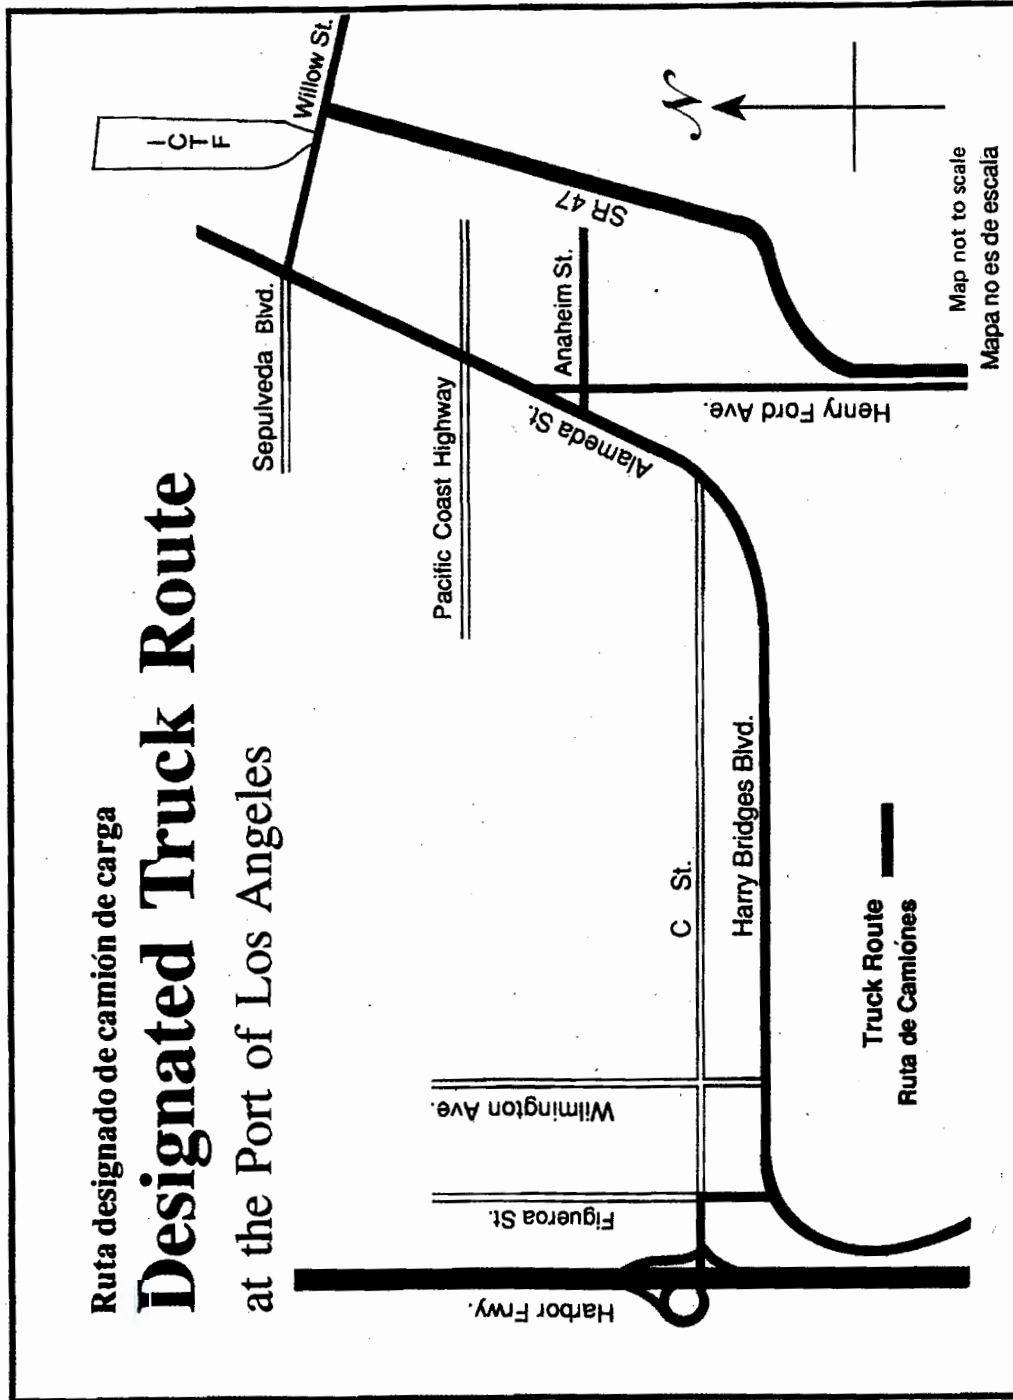 Ruta designado de camión de carga
Designated Truck Route
at the Port of Los Angeles
Willow St.
I
C
T
F
Sepulveda Blvd.
SR 47
Pacific Coast Highway
Anaheim St.
Alameda St.
Henry Ford Ave.
N
Map not to scale
Mapa no es de escala
C St.
Harry Bridges Blvd.
Wilmington Ave.
Figueroa St.
Harbor Frwy.
Truck Route
Ruta de Camiónes